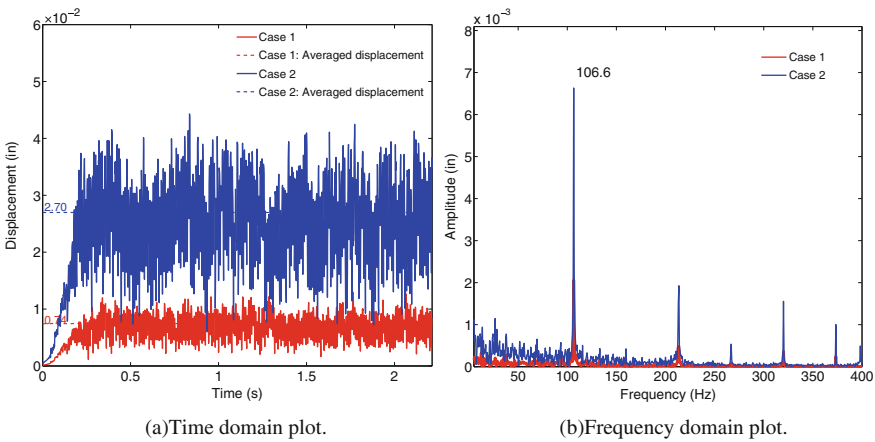 ×10⁻²
6
5
4
3
2
1
0
2.70
0.74
0
0.5
1
1.5
2
Displacement (in)
Time (s)
Case 1
Case 1: Averaged displacement
Case 2
Case 2: Averaged displacement
(a)Time domain plot.
x 10⁻³
8
7
6
5
4
3
2
1
0
50
100
150
200
250
300
350
400
Amplitude (in)
Frequency (Hz)
106.6
Case 1
Case 2
(b)Frequency domain plot.